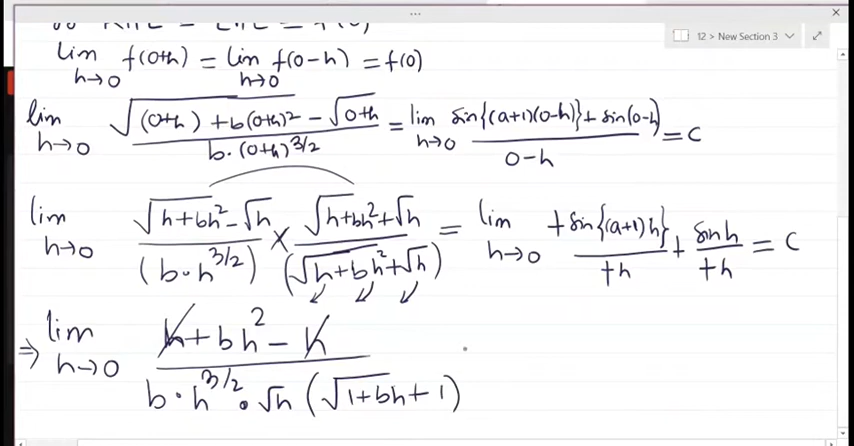 12 > New Section 3
lim h→0 f(0+h) = lim h→0 f(0-h) = f(0)
lim h→0 √((0+h) + b(0+h)² - √0+h / b·(0+h)^3/2 = lim h→0 sin{(a+1)(0-h)} + sin(0-h) / 0-h = c
lim h→0 √h+bh² - √h / (b·h^3/2) × √h+bh² + √h / (√h+bh² + √h) = lim h→0 + sin{(a+1)h} / +h + sinh / +h = c
⇒ lim h→0 h + bh² - h / b·h^3/2 · √h (√1+bh + 1)